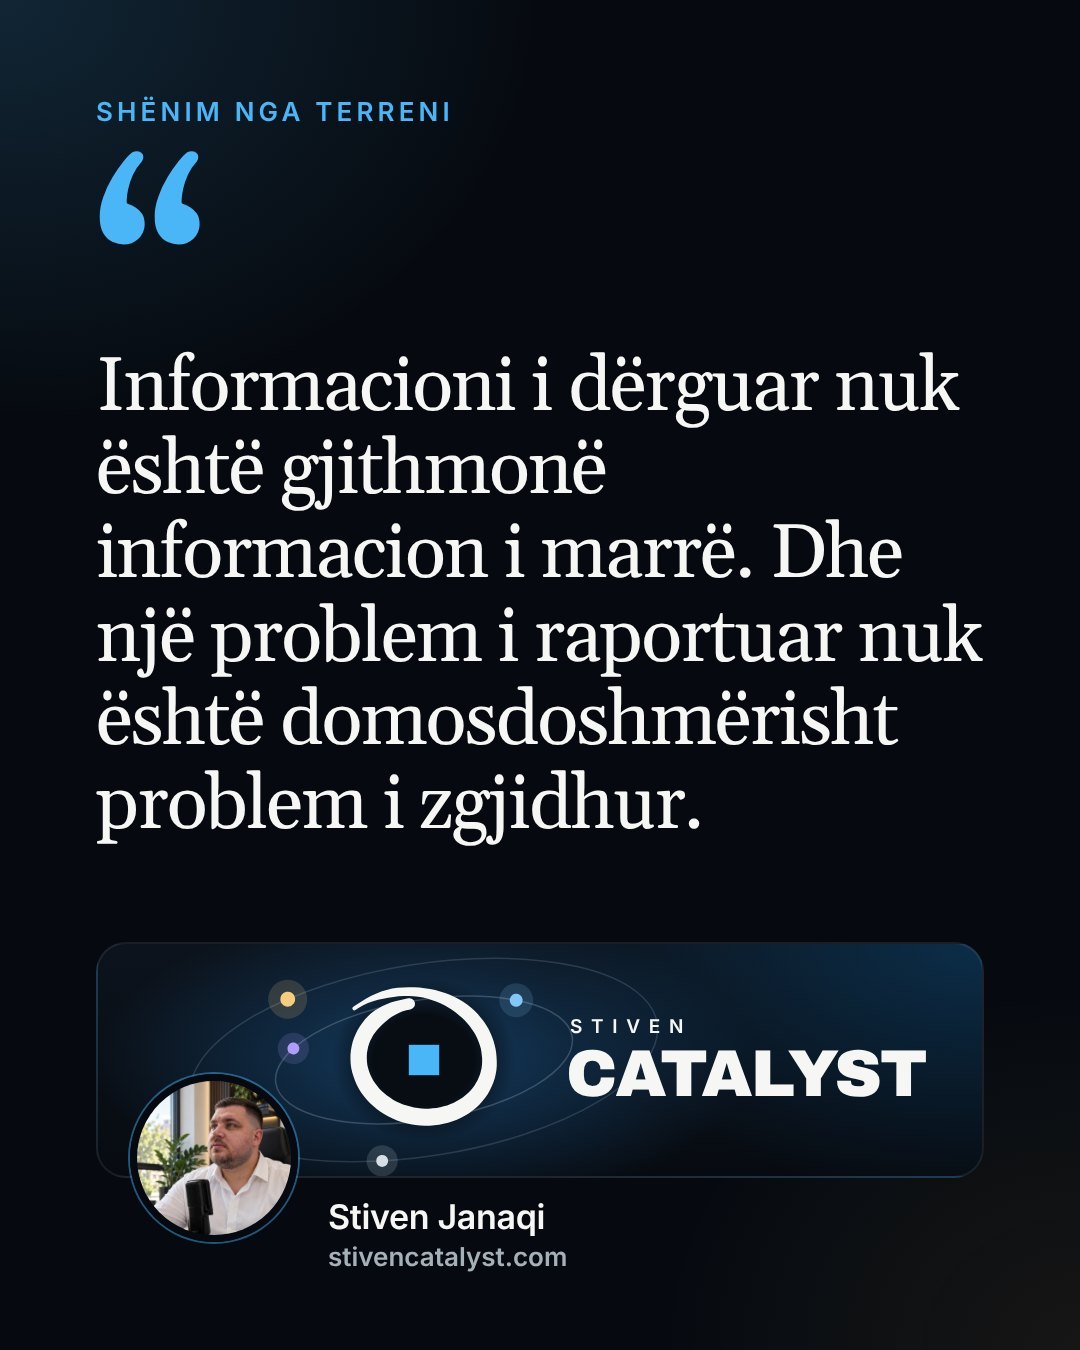 SHËNIM NGA TERRENI
“
Informacioni i dërguar nuk
është gjithmonë
informacion i marrë. Dhe
një problem i raportuar nuk
është domosdoshmërisht
problem i zgjidhur.
STIVEN
CATALYST
Stiven Janaqi
stivencatalyst.com